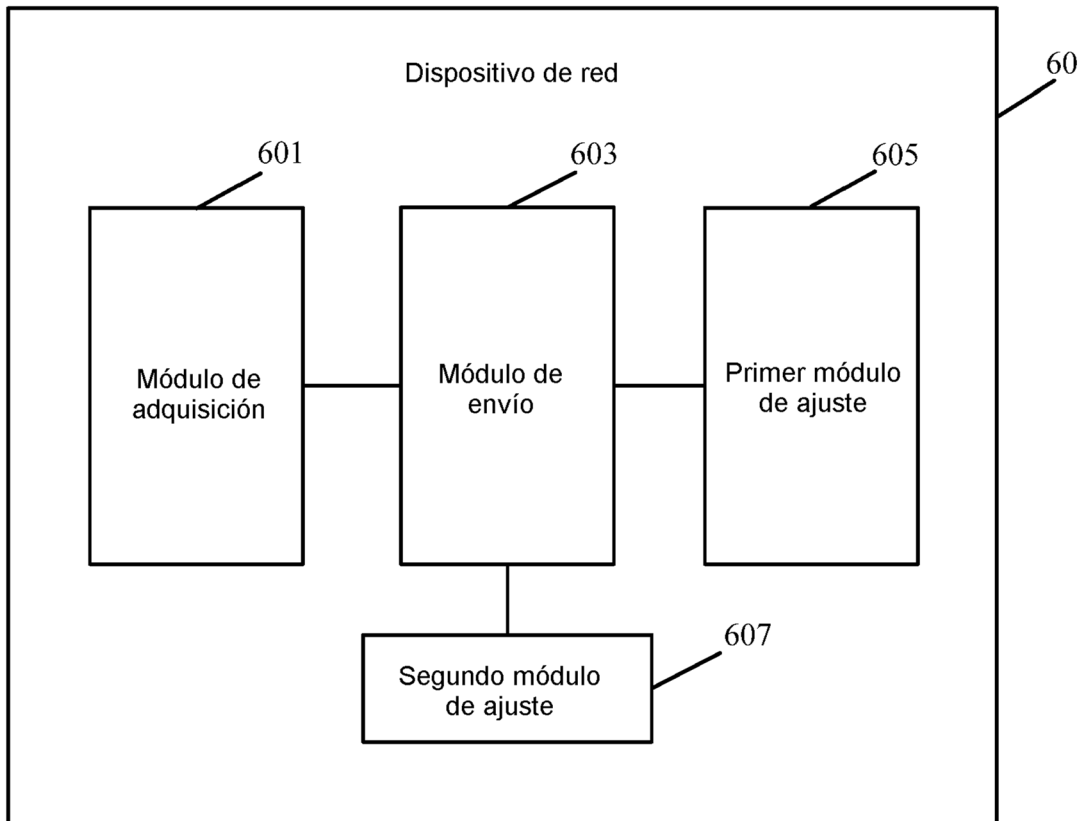 Dispositivo de red
60
601
603
605
Módulo de
adquisición
Módulo de
envío
Primer módulo
de ajuste
607
Segundo módulo
de ajuste